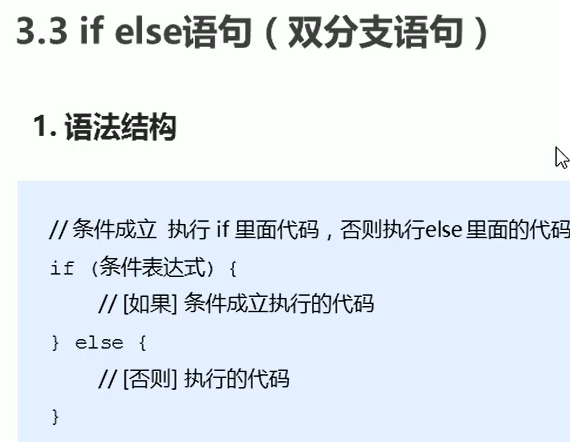 3.3 if else语句（双分支语句）
1. 语法结构
// 条件成立 执行 if 里面代码，否则执行else 里面的代码
if (条件表达式) {
// [如果] 条件成立执行的代码
} else {
// [否则] 执行的代码
}